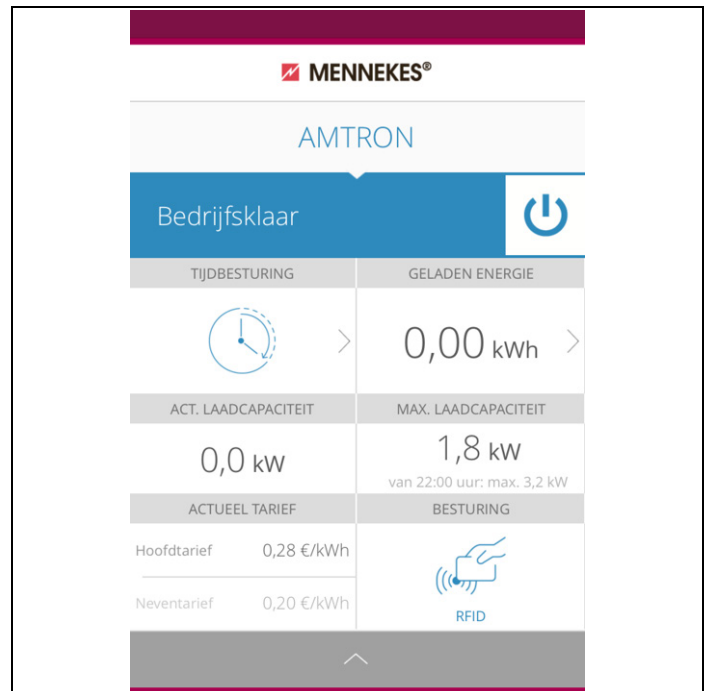 MENNEKES®
AMTRON
Bedrijfsklaar
TIJDBESTURING GELADEN ENERGIE
0,00 kWh
ACT. LAADCAPACITEIT MAX. LAADCAPACITEIT
0,0 kW 1,8 kW
van 22:00 uur: max. 3,2 kW
ACTUEEL TARIEF BESTURING
Hoofdtarief 0,28 €/kWh
Neventarief 0,20 €/kWh
RFID